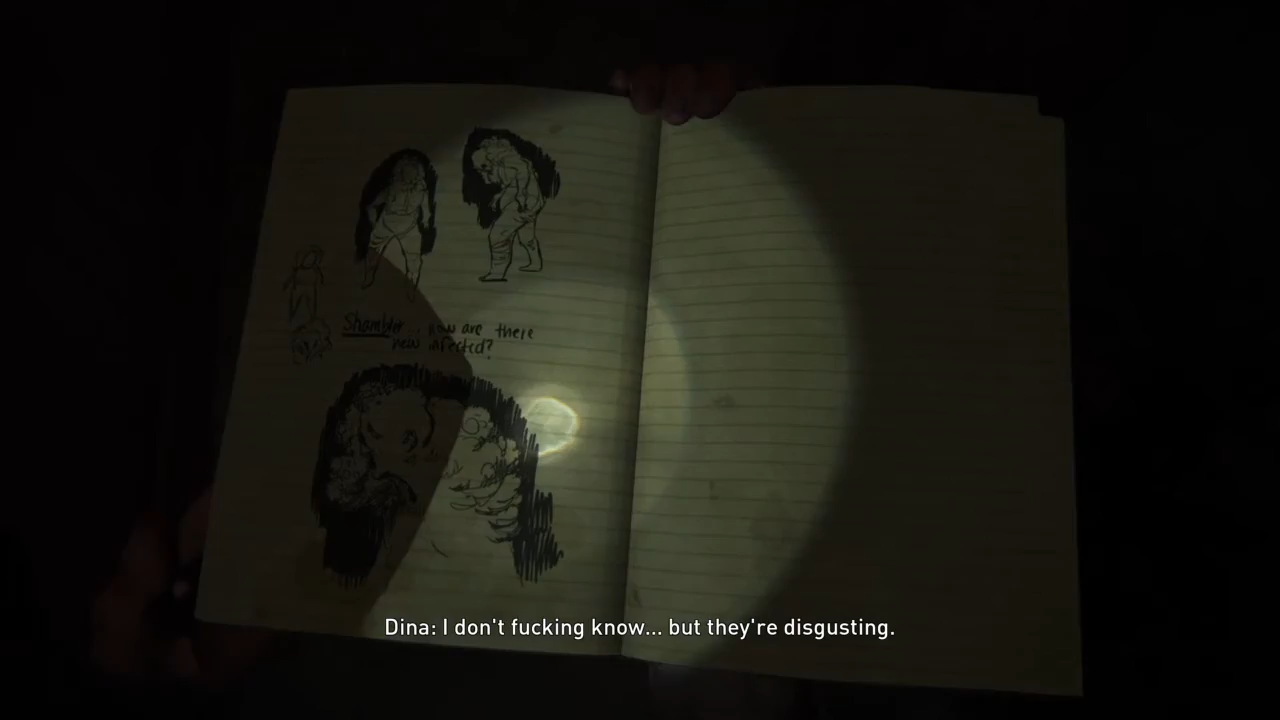 Shambler... how are there
new infected?
Dina: I don't fucking know... but they're disgusting.